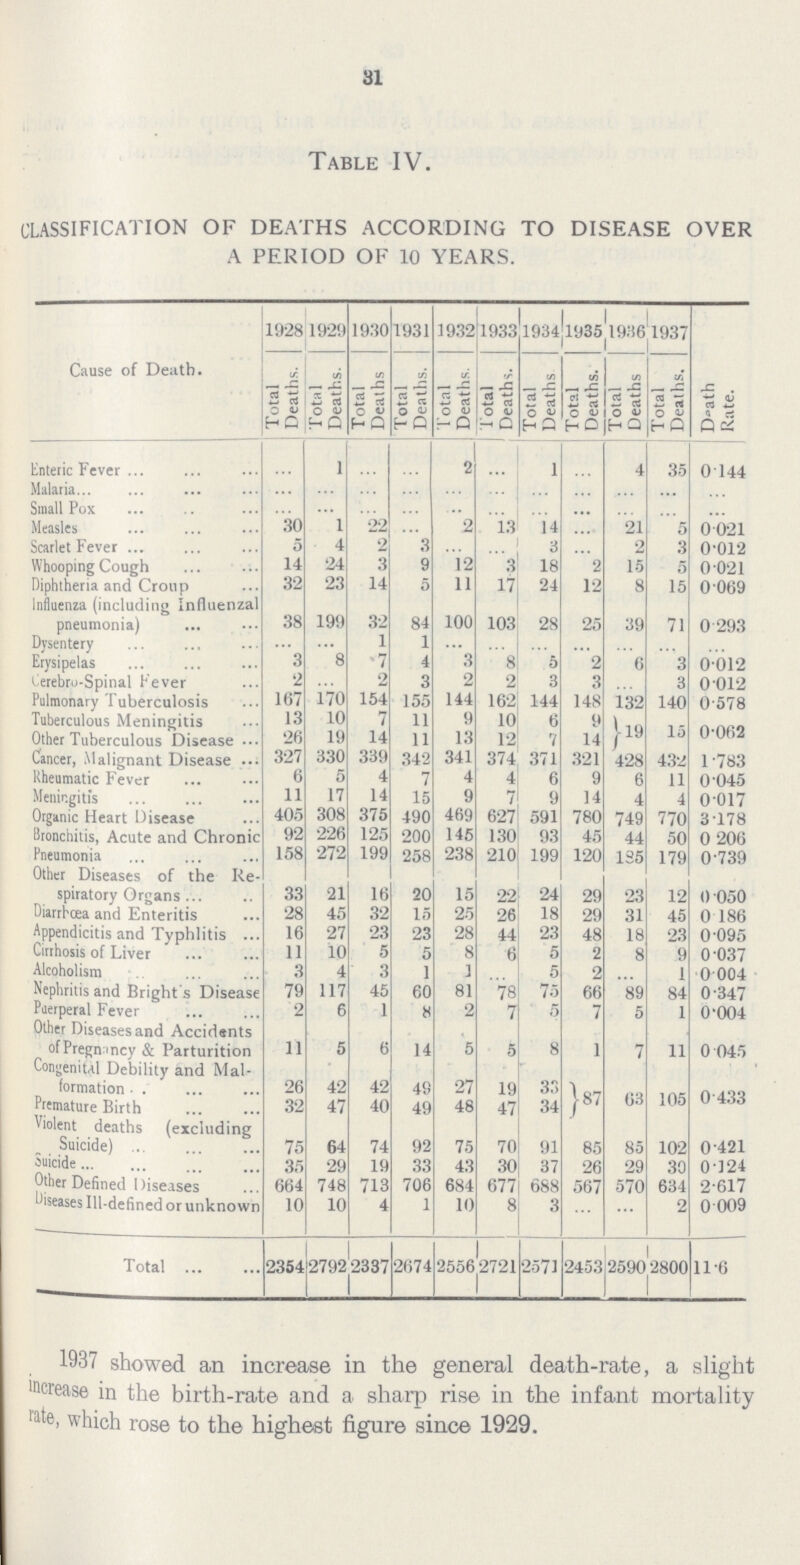 31
TABLE IV.
CLASSIFICATION OF DEATHS ACCORDING TO DISEASE OVER
A PERIOD OF 10 YEARS.
Cause of Death. 1928 1929 1930 1931 1932 1933 1934 1935 1936 1937 Death Rate.
Total Deaths. Total Deaths. Total Deaths Total Deaths. Total Deaths. Total Deaths. Total Deaths Total Deaths. Total Deaths Total Deaths.
Enteric Fever ... ... ... ... 1 ... ... 2 ... 1 ... 4 35 0·144
Malaria... ... ... ... ... ... ... ... ... ... ... ... ... ... ... ...
Small Pox ... .. ... ... ... ... ... .. ... ... ... ... ... ...
Measles ... ... ... 30 1 22 ... 2 13 14 ... 21 5 0·021
Scarlet Fever ... ... ... 5 4 2 3 ... ... 3 ... 2 3 0·012
Whooping Cough ... ... 14 24 3 9 12 3 18 2 15 5 0·021
Diphtheria and Croup ... 32 23 14 5 11 17 24 12 8 15 0·069
Influenza (including Influenzal
pneumonia) ... ... 38 199 32 84 100 103 28 25 39 71 0·293
Dysentery ... ... ... ... ... 1 1 ... ... ... ... ... ... ...
Erysipelas ... ... ... 3 8 7 4 3 8 5 2 6 3 0·012
Cerebro-Spinal Fever ... 2 ... 2 3 2 2 3 3 ... 3 0·012
Pulmonary Tuberculosis ... 167 170 154 155 144 162 144 148 132 140 0·578
Tuberculous Meningitis ... 13 10 7 11 9 10 6 9 } 19 15 0·062
Other Tuberculous Disease ... 26 19 14 11 13 12 7 14
Cancer, Malignant Disease ... 327 330 339 342 341 374 371 321 428 432 1·783
Rheumatic Fever ... ... 6 5 4 7 4 4 6 9 6 11 0·045
Meningitis ... ... ... 11 17 14 15 9 7 9 14 4 4 0·017
Organic Heart Disease ... 405 308 375 490 469 627 591 780 749 770 3·178
Bronchitis, Acute and Chronic 92 226 125 200 145 130 93 45 44 50 0 206
Pneumonia ... ... ... 158 272 199 258 238 210 199 120 185 179 0·739
Other Diseases of the Re-
spiratory Organs ... .. 33 21 16 20 15 22 24 29 23 12 0·050
Diarrhœa and Enteritis ... 28 45 32 15 25 26 18 29 31 45 0 186
Appendicitis and Typhlitis ... 16 27 23 23 28 44 23 48 18 23 0·095
Cirrhosis of Liver ... ... 11 10 5 5 8 6 5 2 8 9 0·037
Alcoholism .. ... ... 3 4 3 1 1 ... 5 2 ... 1 0·004
Nephritis and Bright's Disease 79 117 45 60 81 78 75 66 89 84 0·347
Puerperal Fever ... ... 2 6 1 8 2 7 5 7 5 1 0·004
Other Diseases and Accidents
of Pregnancy & Parturition 11 5 6 14 5 5 8 1 7 11 0 045
Congenital Debility and Mal-
formation . . ... ... 26 42 42 49 27 19 33 } 87 63 105 0·433
Premature Birth ... ... 32 47 40 49 48 47 34
Violent deaths (excluding
Suicide) ... ... ... 75 64 74 92 75 70 91 85 85 102 0·421
Suicide ... ... ... ... 35 29 19 33 43 30 37 26 29 30 0·124
Other Defined Diseases ... 664 748 713 706 684 677 688 567 570 634 2·617
Diseases Ill-defined or unknown 10 10 4 1 10 8 3 ... ... 2 0·009
Total ... ... 2354 2792 2337 2674 2556 2721 2571 2453 2590 2800 11·6
1937 showed an increase in the general death-rate, a slight
increase in the birth-rate and a sharp rise in the infant mortality
rate, which rose to the highest figure since 1929.